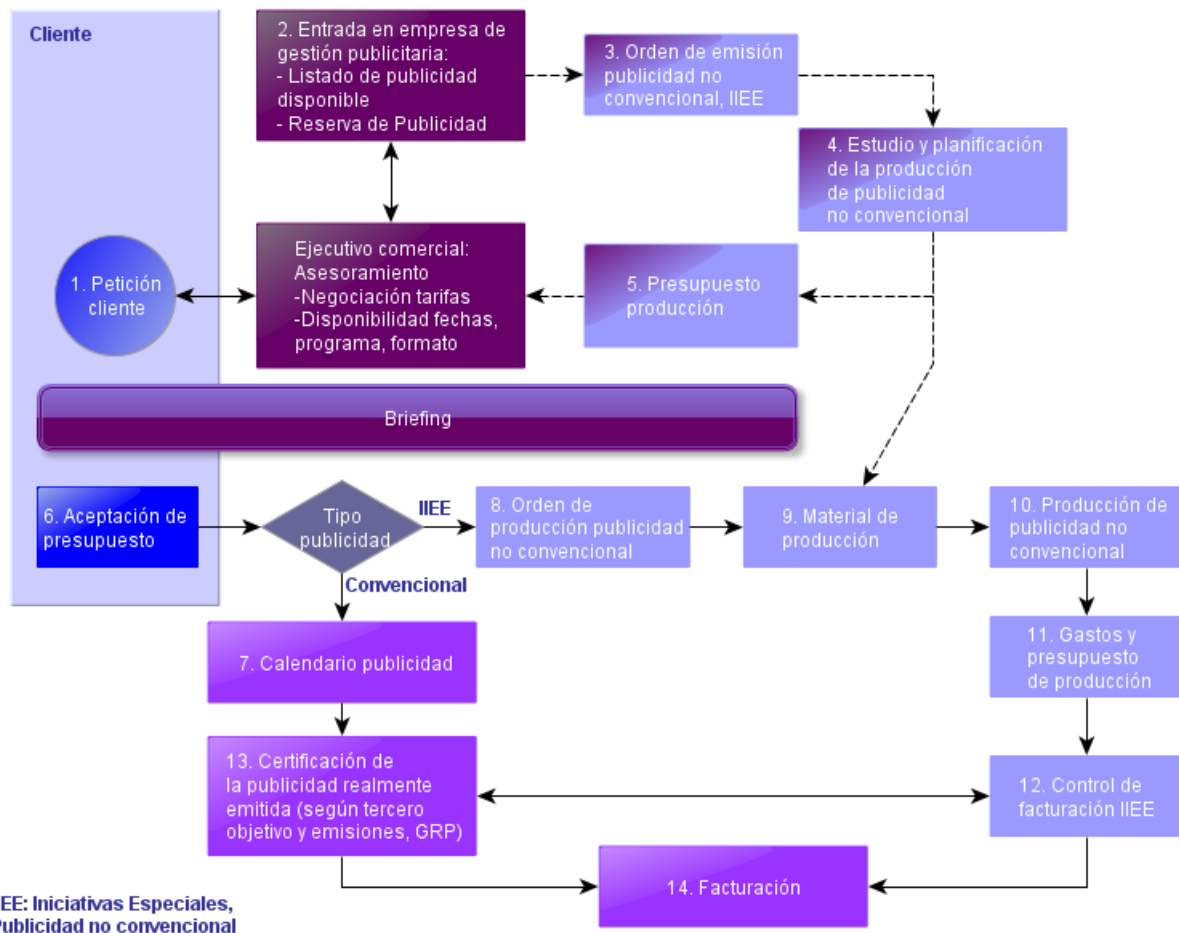 Cliente
2. Entrada en empresa de
gestión publicitaria:
- Listado de publicidad
disponible
- Reserva de Publicidad
3. Orden de emisión
publicidad no
convencional, IIEE
4. Estudio y planificación
de la producción
de publicidad
no convencional
1. Petición
cliente
Ejecutivo comercial:
Asesoramiento
-Negociación tarifas
-Disponibilidad fechas,
programa, formato
5. Presupuesto
producción
Briefing
6. Aceptación de
presupuesto
Tipo
publicidad
IIEE
Convencional
8. Orden de
producción publicidad
no convencional
9. Material de
producción
10. Producción de
publicidad no
convencional
7. Calendario publicidad
11. Gastos y
presupuesto
de producción
13. Certificación de
la publicidad realmente
emitida (según tercero
objetivo y emisiones, GRP)
12. Control de
facturación IIEE
14. Facturación
EE: Iniciativas Especiales,
Publicidad no convencional